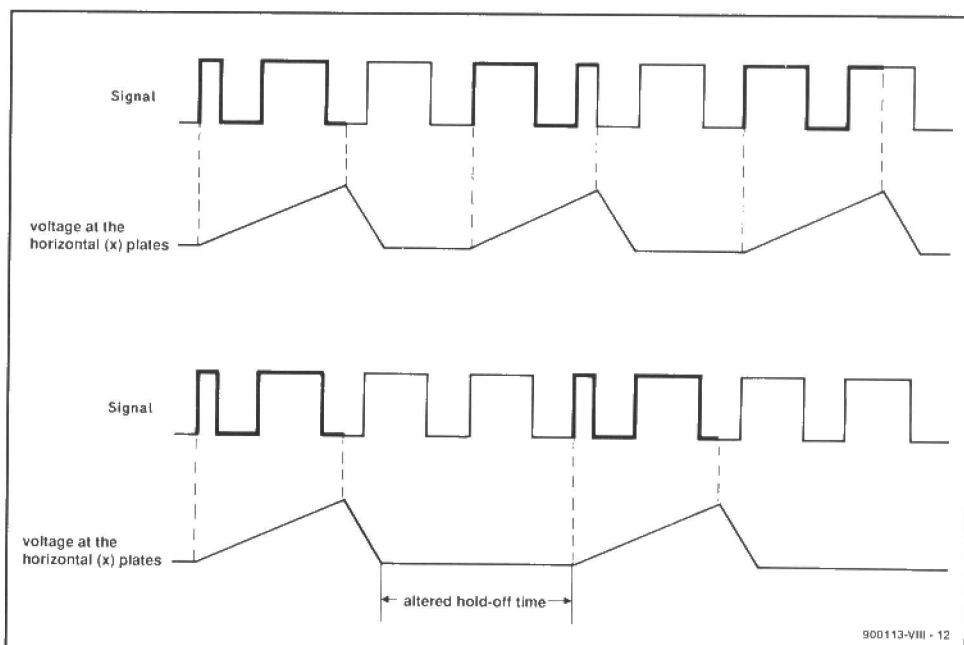 Signal
voltage at the
horizontal (x) plates
Signal
voltage at the
horizontal (x) plates
altered hold-off time
900113-VIII - 12